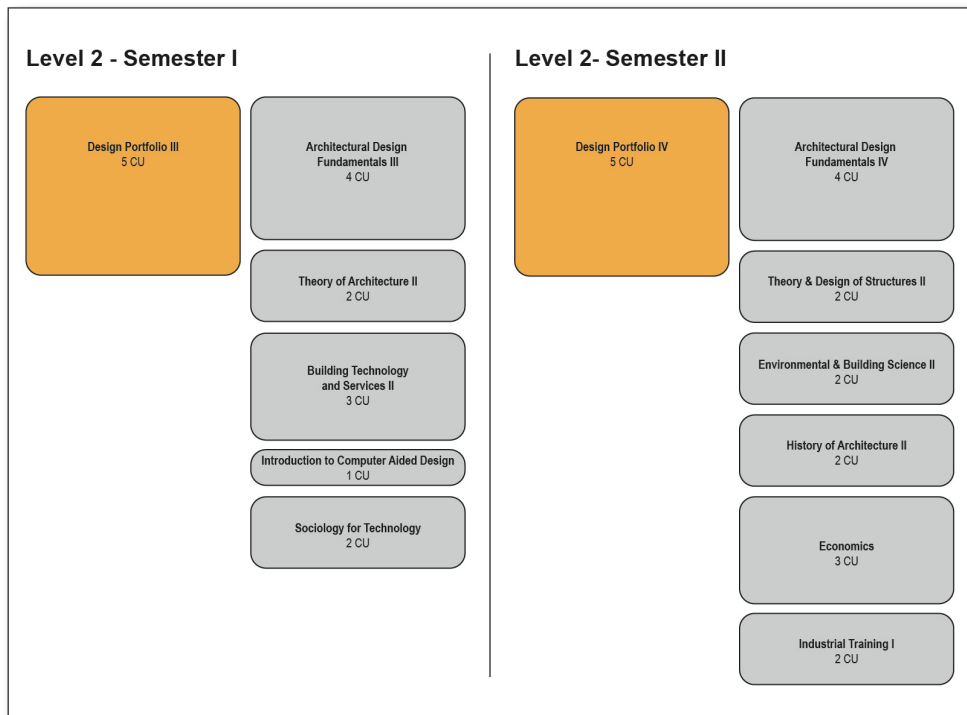 Level 2 - Semester I
Design Portfolio III
5 CU
Architectural Design
Fundamentals III
4 CU
Theory of Architecture II
2 CU
Building Technology
and Services II
3 CU
Introduction to Computer Aided Design
1 CU
Sociology for Technology
2 CU
Level 2- Semester II
Design Portfolio IV
5 CU
Architectural Design
Fundamentals IV
4 CU
Theory & Design of Structures II
2 CU
Environmental & Building Science II
2 CU
History of Architecture II
2 CU
Economics
3 CU
Industrial Training I
2 CU